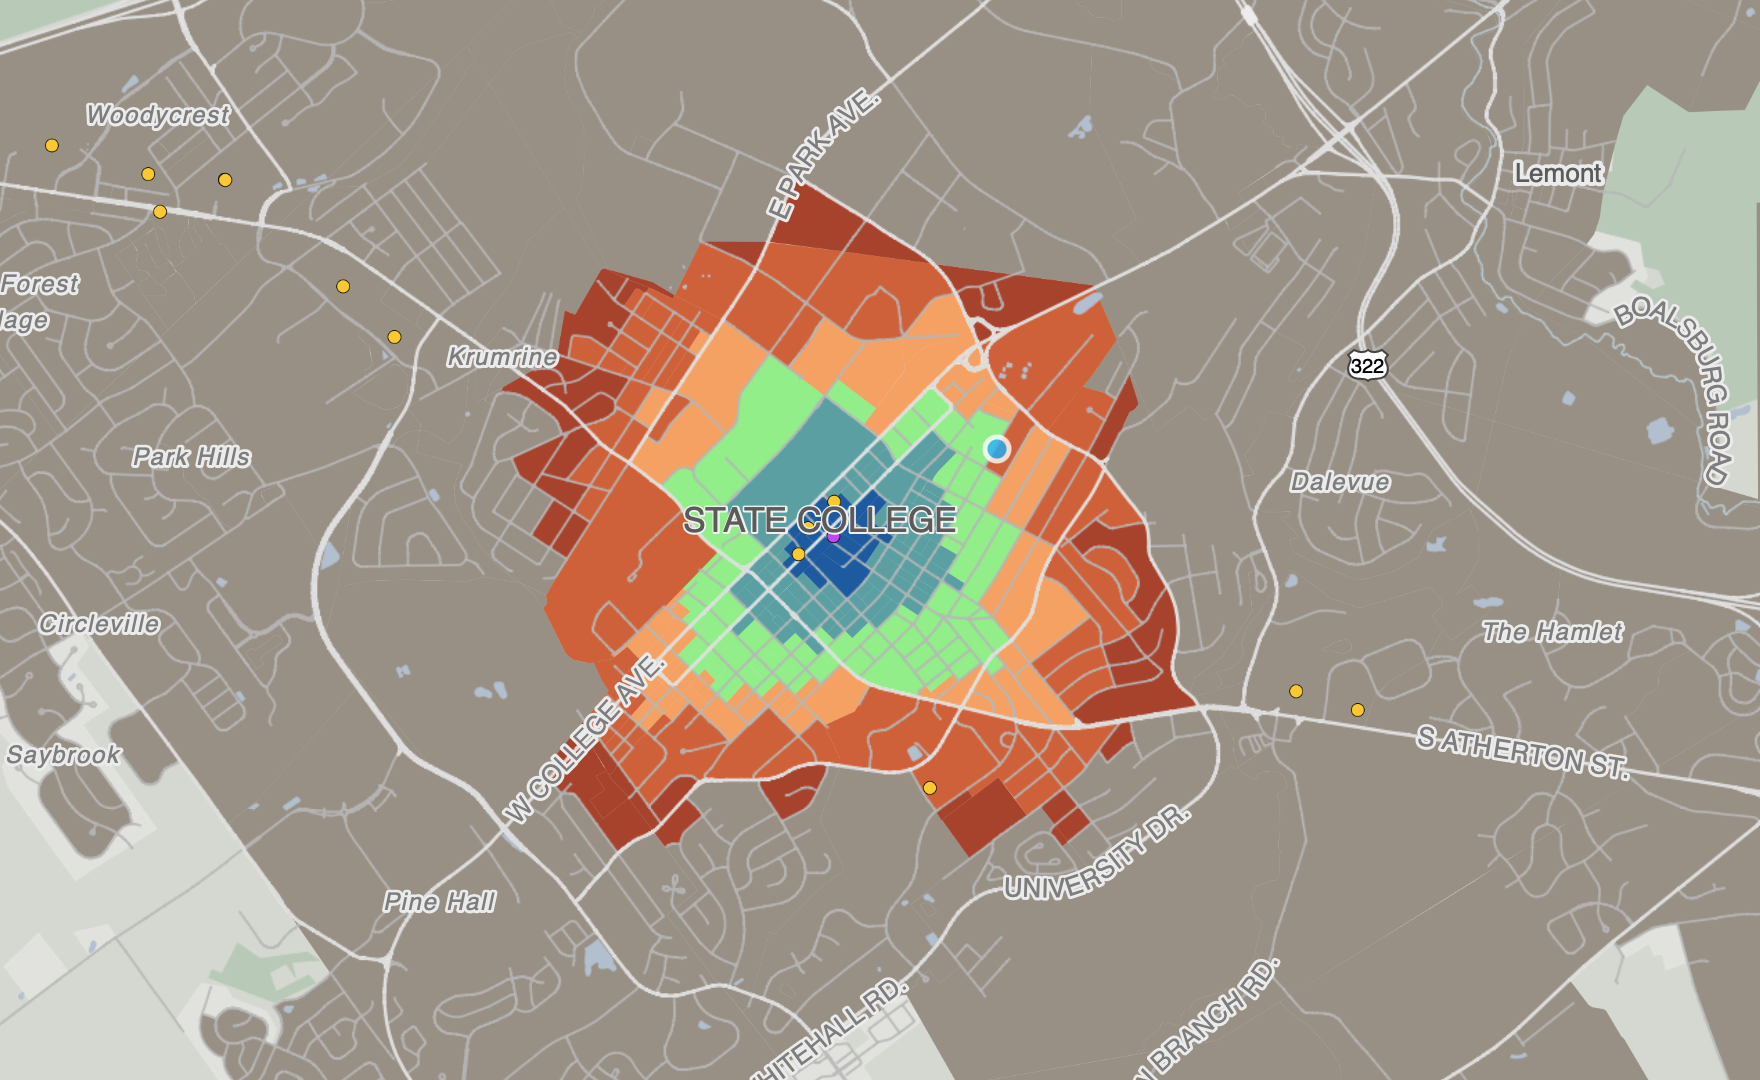 Woodycrest
E PARK AVE.
Lemont
Forest
lage
BOALSBURG ROAD
Krumrine
322
Park Hills
Dalevue
STATE COLLEGE
Circleville
The Hamlet
Saybrook
W COLLEGE AVE.
S ATHERTON ST.
UNIVERSITY DR.
Pine Hall
HITEHALL RD.
N BRANCH RD.